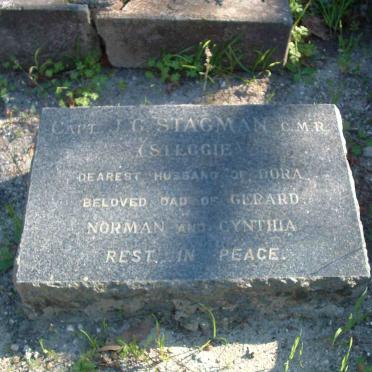 CAPT. J. G. STAGMAN C.M.R.
(STEGGIE)
DEAREST HUSBAND OF DORA,
BELOVED DAD OF GERARD
NORMAN AND CYNTHIA
REST IN PEACE.